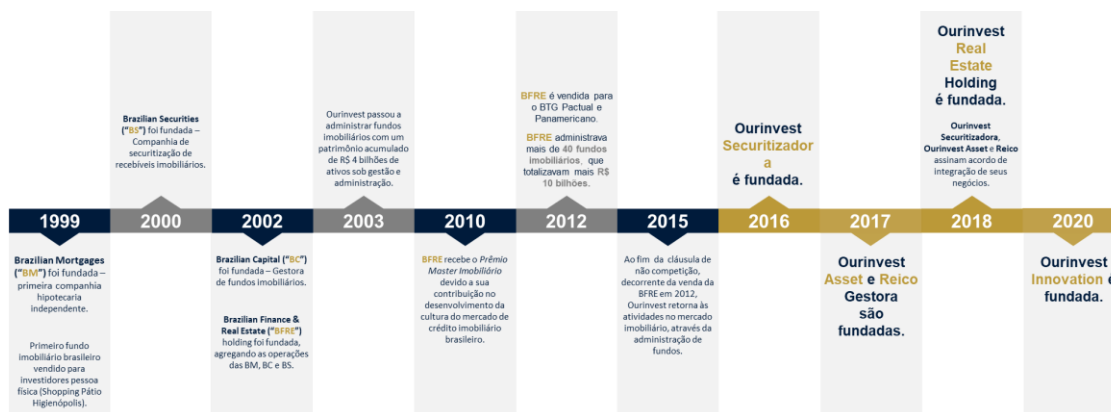 Brazilian Securities
("BS") foi fundada –
Companhia de
securitização de
recebíveis imobiliários.
Ourinvest passou a
administrar fundos
imobiliários com um
patrimônio acumulado
de R$ 4 bilhões de
ativos sob gestão e
administração.
BFRE é vendida para
o BTG Pactual e
Panamericano.
BFRE administrava
mais de 40 fundos
imobiliários, que
totalizavam mais R$
10 bilhões.
Ourinvest
Securitizador
a
é fundada.
Ourinvest
Real
Estate
Holding
é fundada.
Ourinvest
Securitizadora,
Ourinvest Asset e Reico
assinam acordo de
integração de seus
negócios.
1999
2000
2002
2003
2010
2012
2015
2016
2017
2018
2020
Brazilian Mortgages
("BM") foi fundada –
primeira companhia
hipotecaria
independente.
Primeiro fundo
imobiliário brasileiro
vendido para
investidores pessoa
física (Shopping Pátio
Higienópolis).
Brazilian Capital ("BC")
foi fundada – Gestora
de fundos imobiliários.
Brazilian Finance &
Real Estate ("BFRE")
holding foi fundada,
agregando as operações
das BM, BC e BS.
BFRE recebe o Prêmio
Master Imobiliário
devido a sua
contribuição no
desenvolvimento da
cultura do mercado de
crédito imobiliário
brasileiro.
Ao fim da cláusula de
não competição,
decorrente da venda da
BFRE em 2012,
Ourinvest retorna às
atividades no mercado
imobiliário, através da
administração de
fundos.
Ourinvest
Asset e Reico
Gestora
são
fundadas.
Ourinvest
Innovation é
fundada.